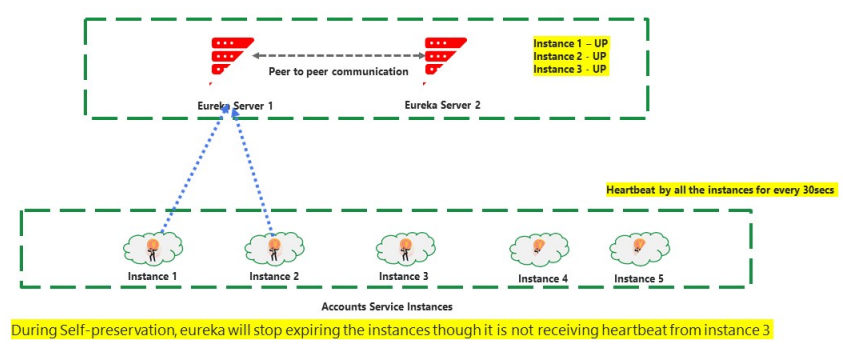 Instance 1 – UP
Instance 2 - UP
Instance 3 - UP
Peer to peer communication
Eureka Server 1
Eureka Server 2
Heartbeat by all the instances for every 30secs
Instance 1
Instance 2
Instance 3
Instance 4
Instance 5
Accounts Service Instances
During Self-preservation, eureka will stop expiring the instances though it is not receiving heartbeat from instance 3